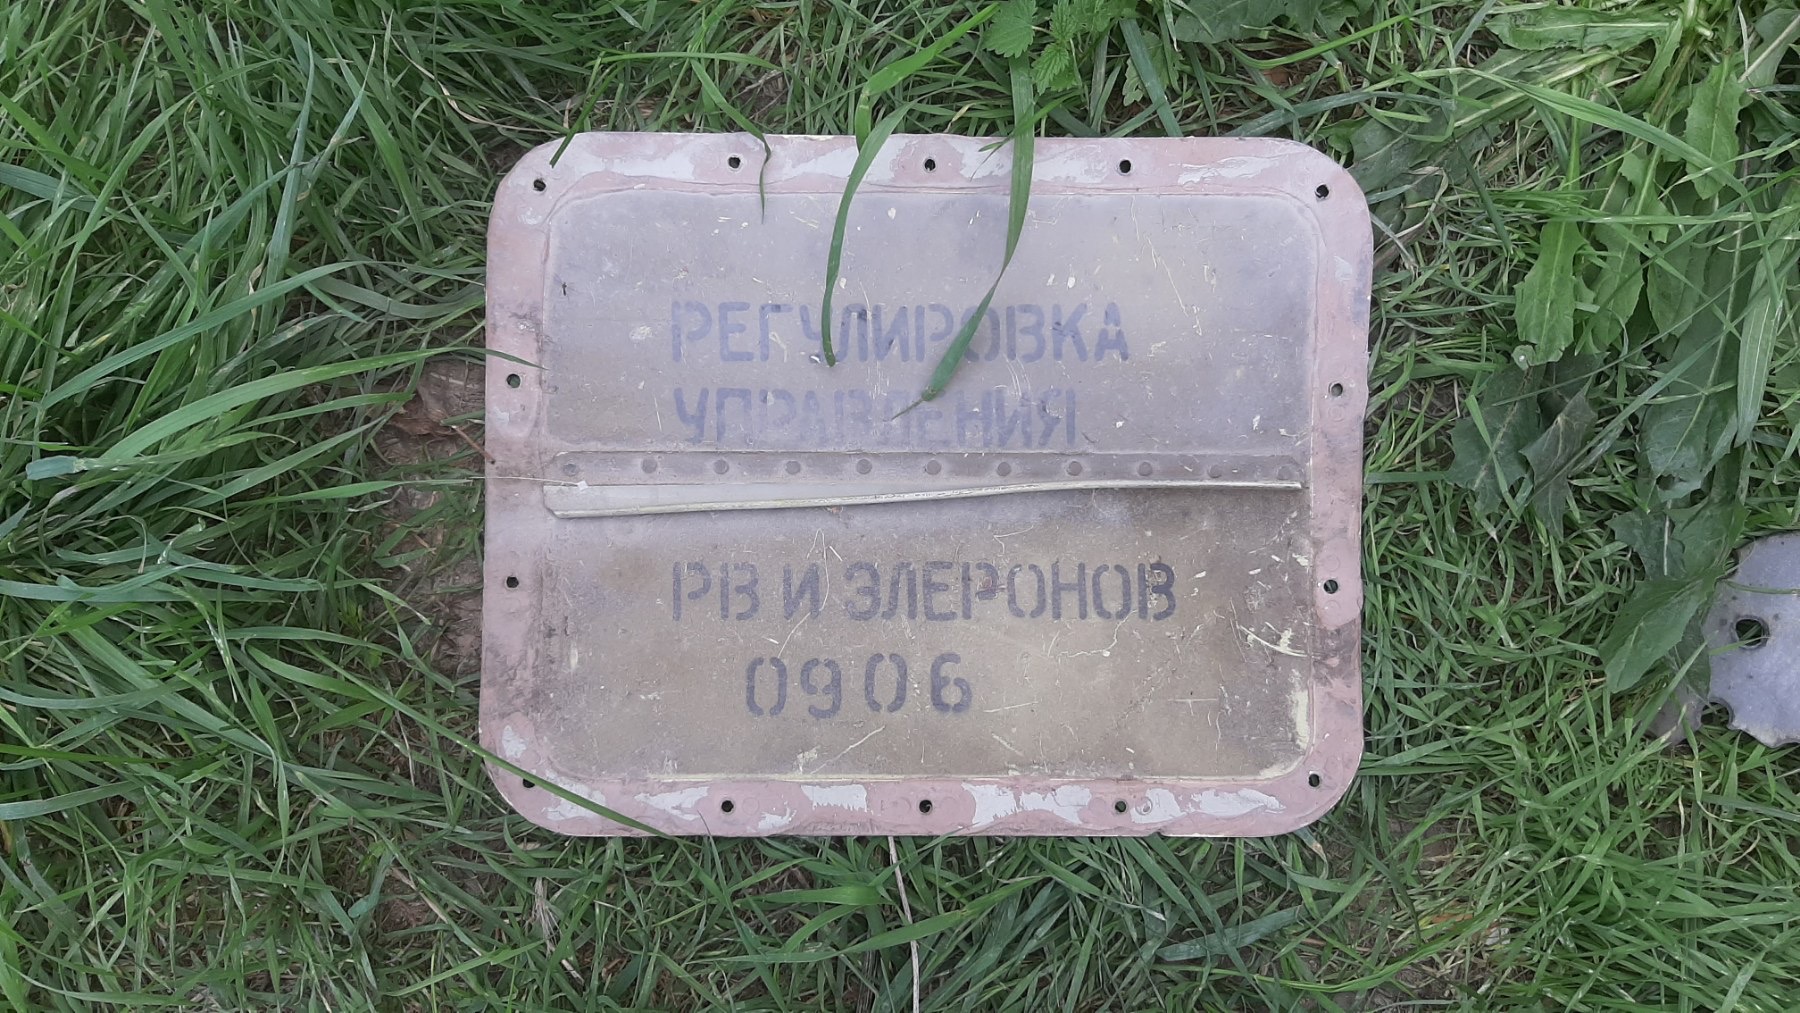 РЕГУЛИРОВКА
УПРАВЛЕНИЯ
РВ И ЭЛЕРОНОВ
0906